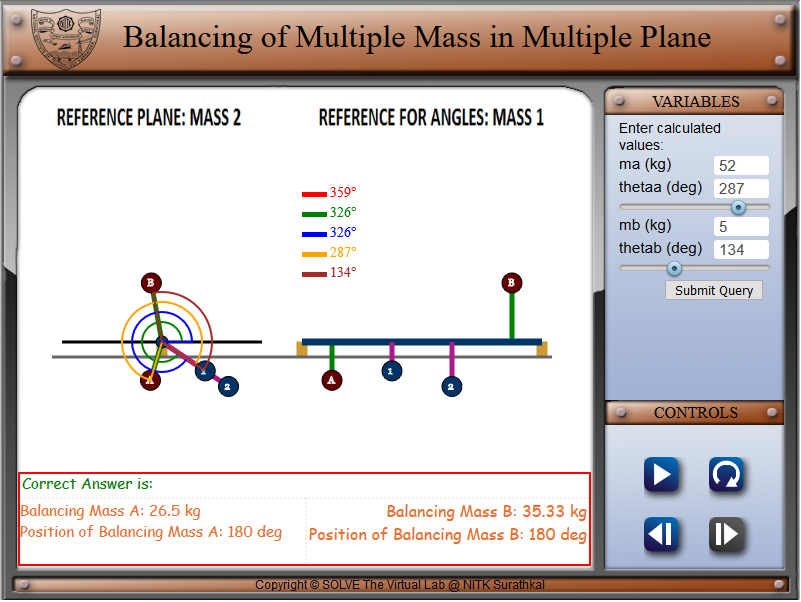 NITK
Balancing of Multiple Mass in Multiple Plane
REFERENCE PLANE: MASS 2
REFERENCE FOR ANGLES: MASS 1
359°
326°
326°
287°
134°
B
A
1
2
B
A
1
2
Correct Answer is:
Balancing Mass A: 26.5 kg
Position of Balancing Mass A: 180 deg
Balancing Mass B: 35.33 kg
Position of Balancing Mass B: 180 deg
VARIABLES
Enter calculated
values:
ma (kg) 52
thetaa (deg) 287
mb (kg) 5
thetab (deg) 134
Submit Query
CONTROLS
Copyright © SOLVE The Virtual Lab @ NITK Surathkal